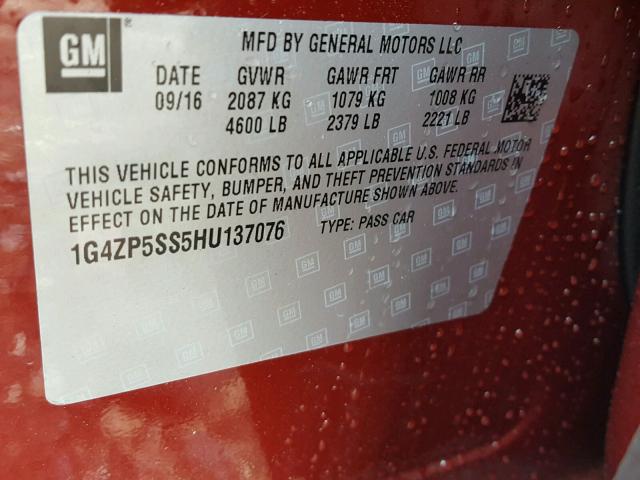 GM ®
MFD BY GENERAL MOTORS LLC
DATE GVWR GAWR FRT GAWR RR
09/16 2087 KG 1079 KG 1008 KG
4600 LB 2379 LB 2221 LB
THIS VEHICLE CONFORMS TO ALL APPLICABLE U.S. FEDERAL MOTOR
VEHICLE SAFETY, BUMPER, AND THEFT PREVENTION STANDARDS IN
EFFECT ON THE DATE OF MANUFACTURE SHOWN ABOVE.
1G4ZP5SS5HU137076 TYPE: PASS CAR